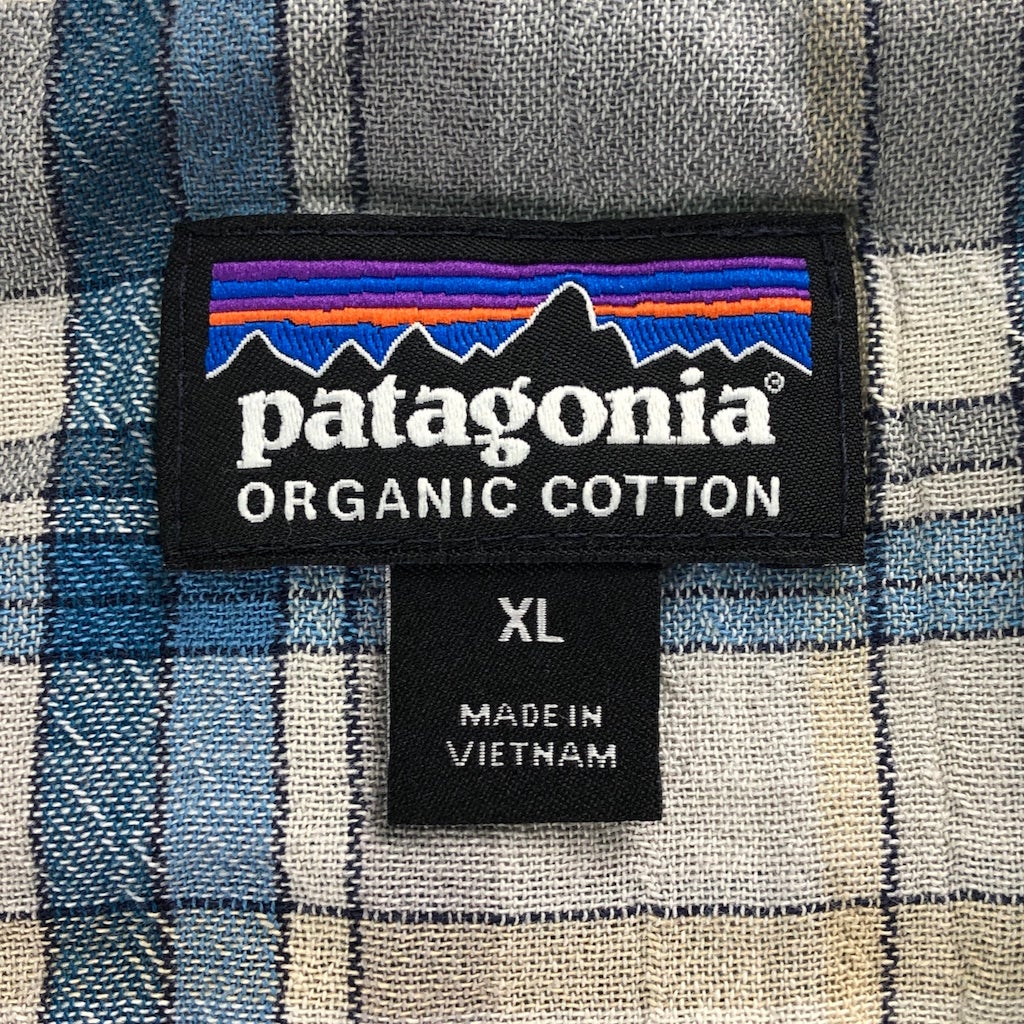 patagonia®
ORGANIC COTTON
XL
MADE IN
VIETNAM